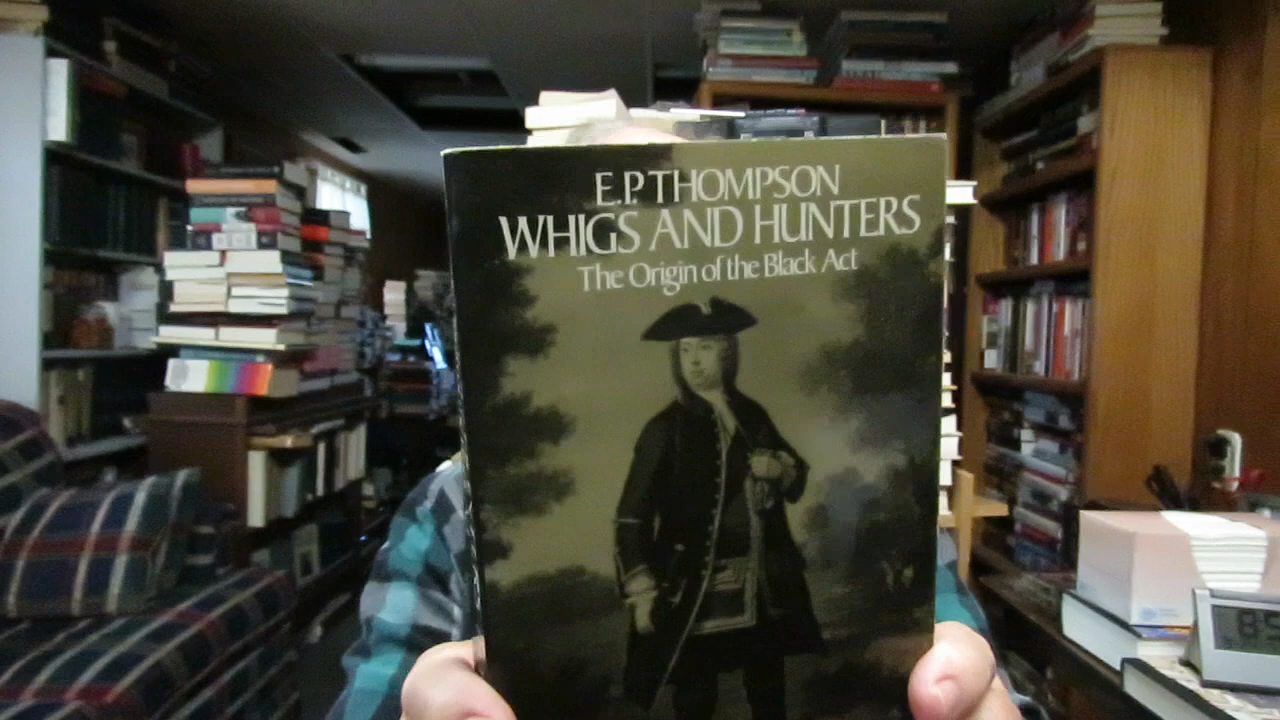 E.P. THOMPSON
WHIGS AND HUNTERS
The Origin of the Black Act